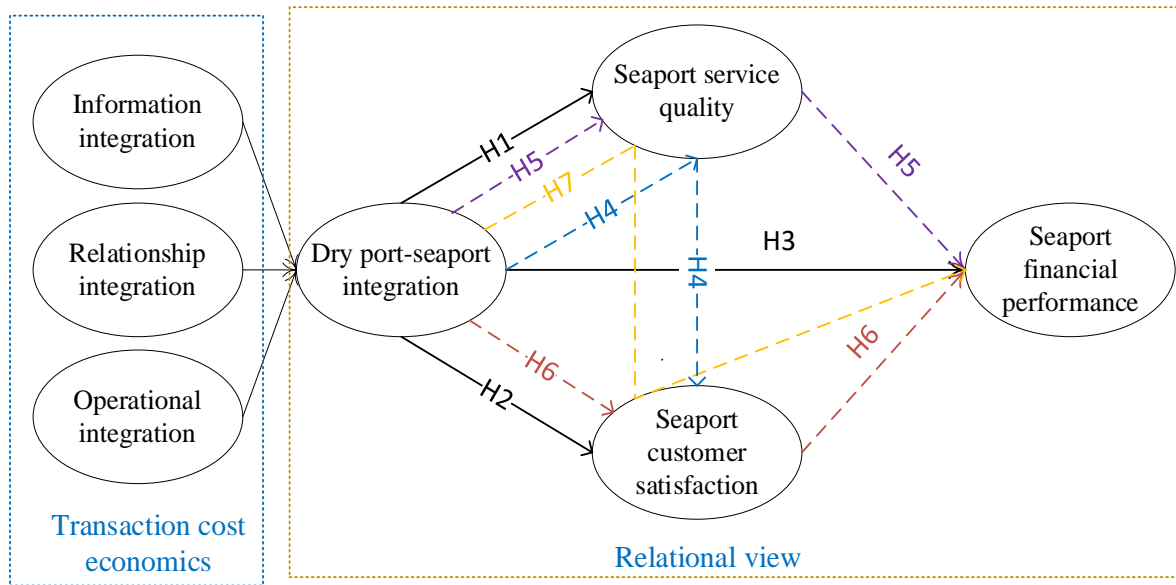 Information
integration
Relationship
integration
Operational
integration
Transaction cost
economics
Dry port-seaport
integration
H1
H5
H7
H4
H6
H2
Seaport service
quality
H3
H4
Seaport
customer
satisfaction
H5
H6
Seaport
financial
performance
Relational view